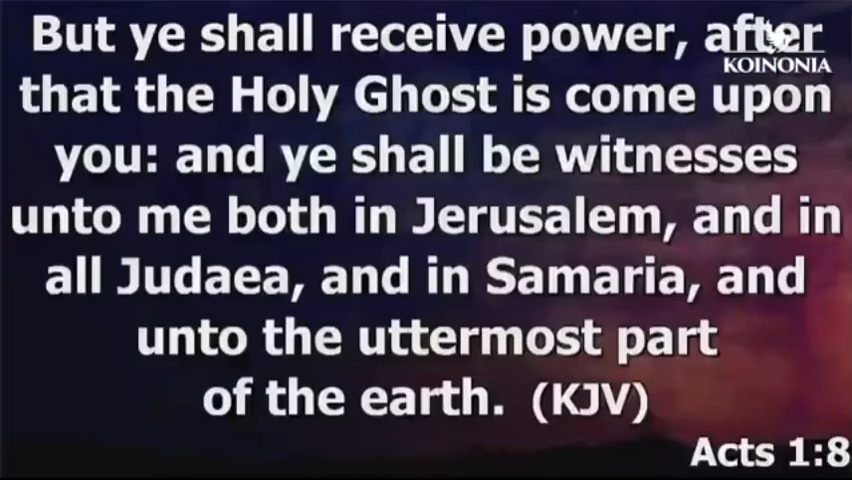 But ye shall receive power, after
KOINONIA
that the Holy Ghost is come upon
you: and ye shall be witnesses
unto me both in Jerusalem, and in
all Judaea, and in Samaria, and
unto the uttermost part
of the earth. (KJV)
Acts 1:8